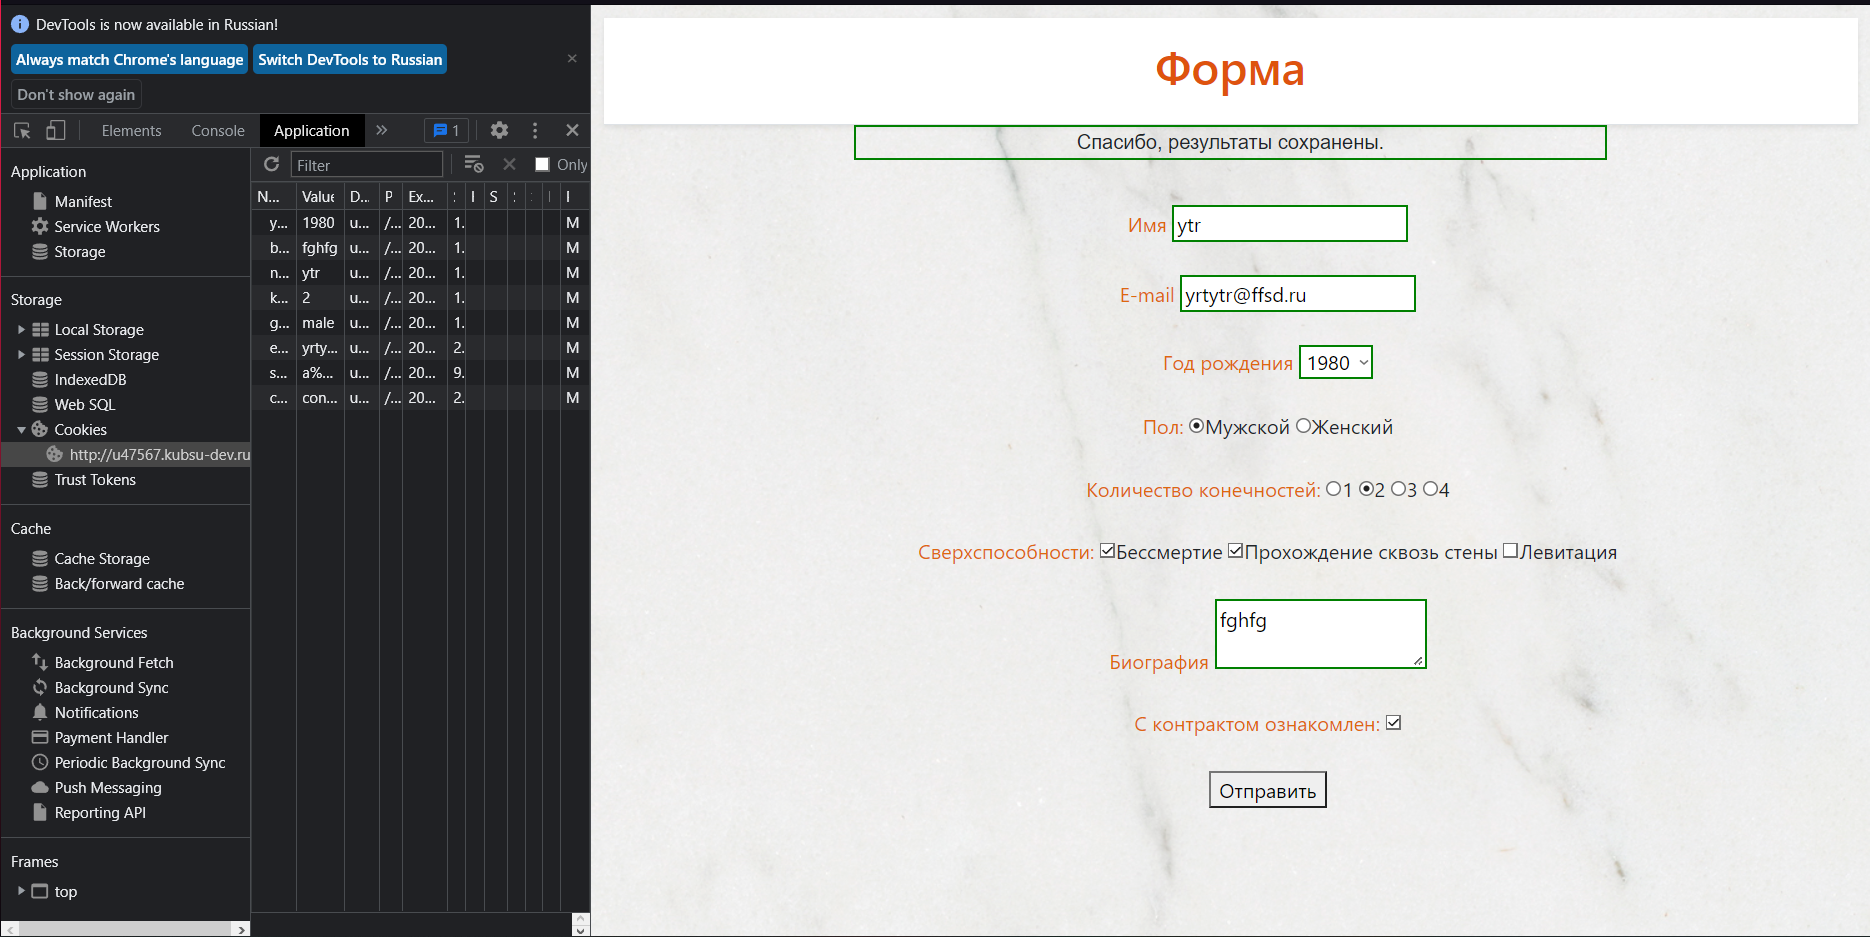 DevTools is now available in Russian!
Always match Chrome's language
Switch DevTools to Russian
Don't show again
Elements
Console
Application
1
Application
Manifest
Service Workers
Storage
Storage
Local Storage
Session Storage
IndexedDB
Web SQL
Cookies
http://u47567.kubsu-dev.ru
Trust Tokens
Cache
Cache Storage
Back/forward cache
Background Services
Background Fetch
Background Sync
Notifications
Payment Handler
Periodic Background Sync
Push Messaging
Reporting API
Frames
top
Filter
Only
N... Value D... P Ex... S
y... 1980 u... /... 20... 1. M
b... fghfg u... /... 20... 1. M
n... ytr u... /... 20... 1. M
k... 2 u... /... 20... 1. M
g... male u... /... 20... 1. M
e... yrty... u... /... 20... 2. M
s... a%... u... /... 20... 9. M
c... con... u... /... 20... 2. M
Форма
Спасибо, результаты сохранены.
Имя ytr
E-mail yrtytr@ffsd.ru
Год рождения 1980
Пол: Мужской Женский
Количество конечностей: 1 2 3 4
Сверхспособности: Бессмертие Прохождение сквозь стены Левитация
Биография fghfg
С контрактом ознакомлен:
Отправить